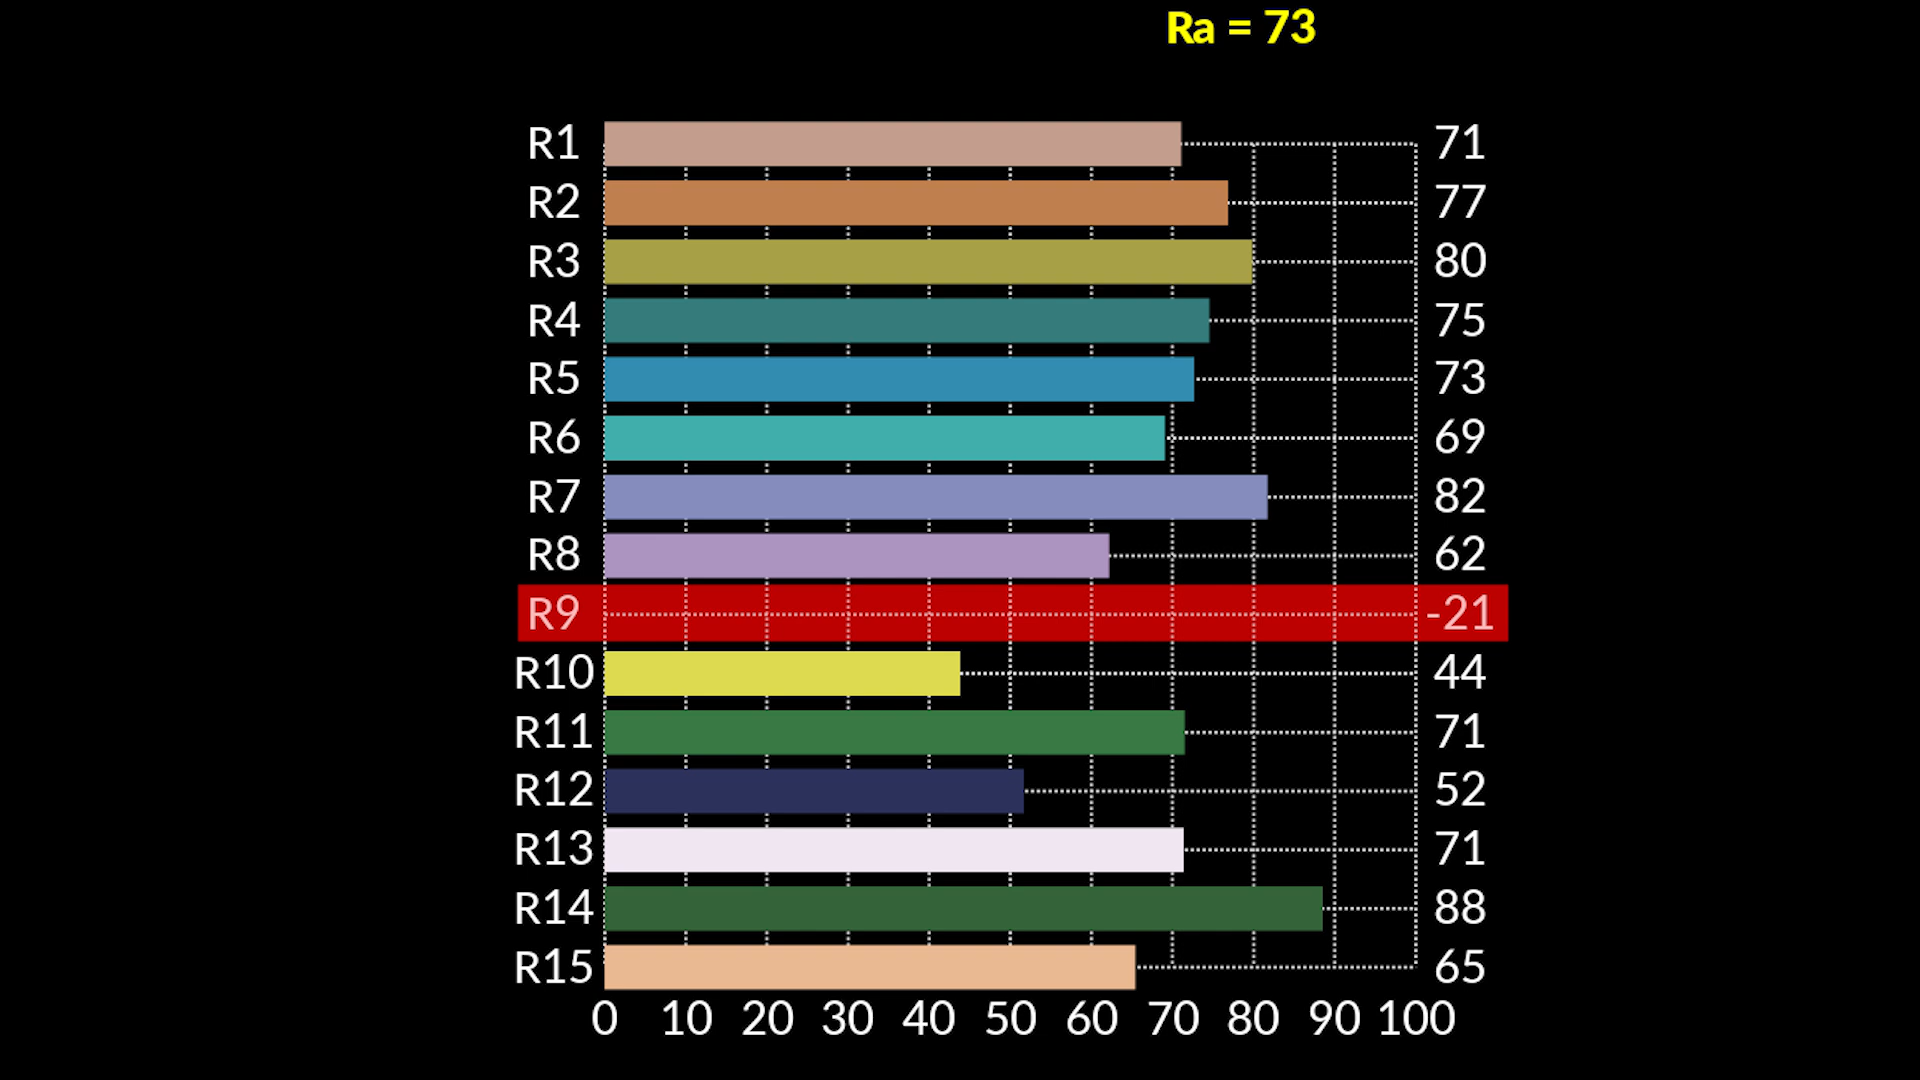 Ra = 73
R1 71
R2 77
R3 80
R4 75
R5 73
R6 69
R7 82
R8 62
R9 -21
R10 44
R11 71
R12 52
R13 71
R14 88
R15 65
0 10 20 30 40 50 60 70 80 90 100